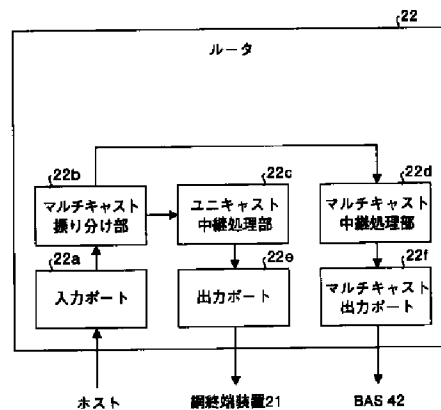 22
ルータ
22b
22c
22d
マルチキャスト
振り分け部
ユニキャスト
中継処理部
マルチキャスト
中継処理部
22a
22e
22f
入力ポート
出力ポート
マルチキャスト
出力ポート
ホスト
網終端装置21
BAS 42